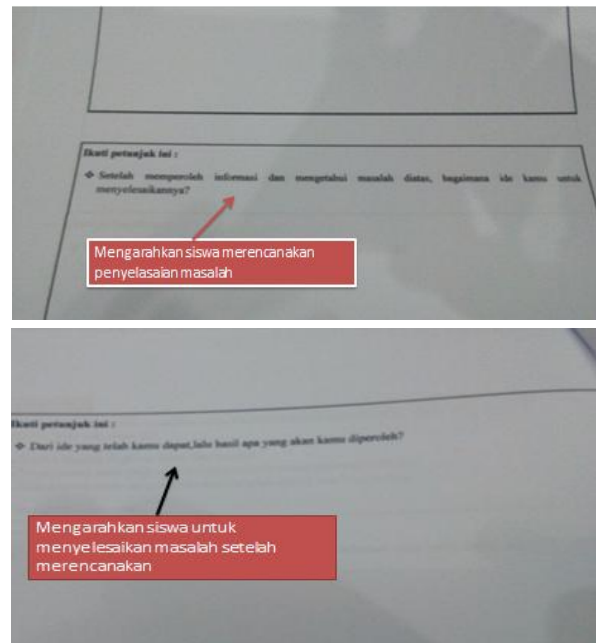 Ikuti petunjuk ini :
❖ Setelah memperoleh informasi dan mengetahui masalah diatas, bagaimana ide kamu untuk
menyelesaikannya?
Mengarahkan siswa merencanakan
penyelasaian masalah
Ikuti petunjuk ini :
❖ Dari ide yang telah kamu dapat,lalu hasil apa yang akan kamu diperoleh?
Mengarahkan siswa untuk
menyelesaikan masalah setelah
merencanakan